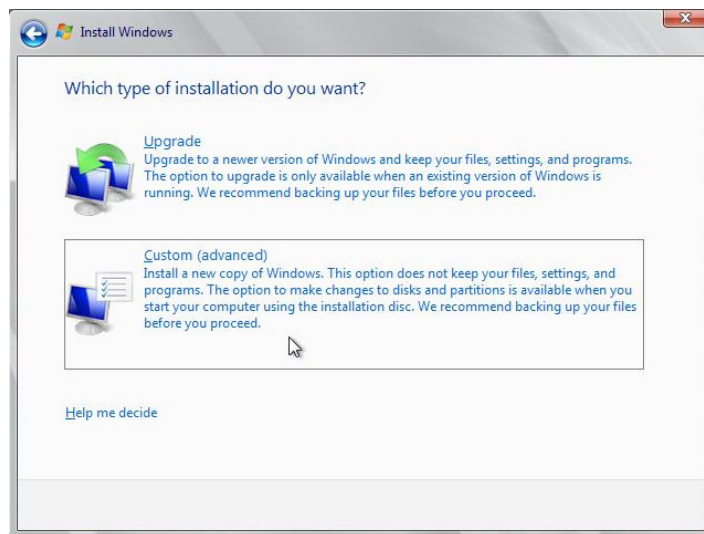 Install Windows
Which type of installation do you want?
Upgrade
Upgrade to a newer version of Windows and keep your files, settings, and programs.
The option to upgrade is only available when an existing version of Windows is
running. We recommend backing up your files before you proceed.
Custom (advanced)
Install a new copy of Windows. This option does not keep your files, settings, and
programs. The option to make changes to disks and partitions is available when you
start your computer using the installation disc. We recommend backing up your files
before you proceed.
Help me decide